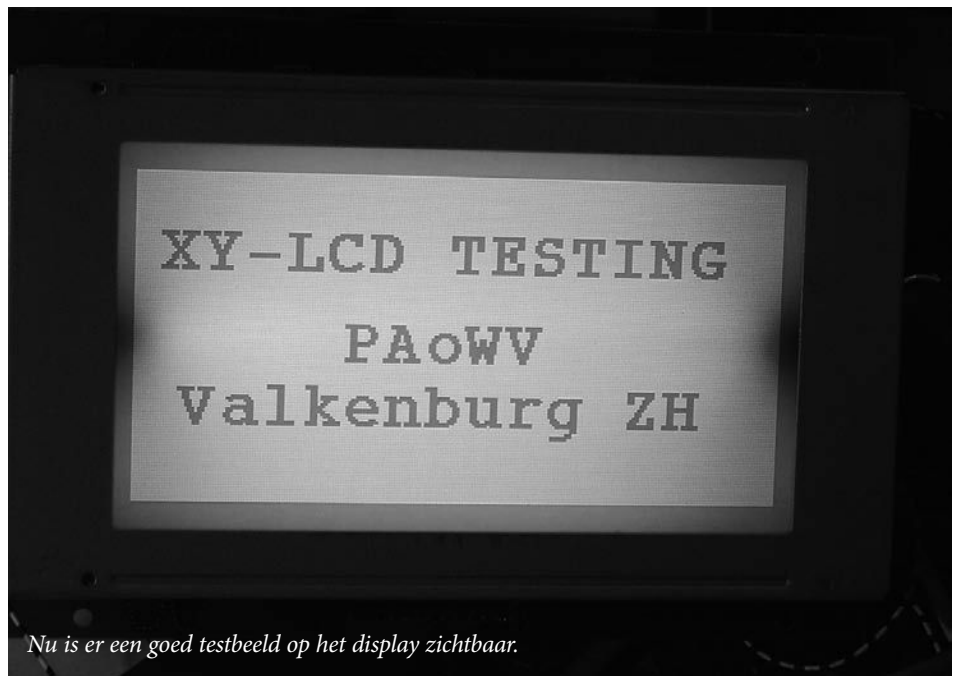 XY-LCD TESTING
PAoWV
Valkenburg ZH
Nu is er een goed testbeeld op het display zichtbaar.